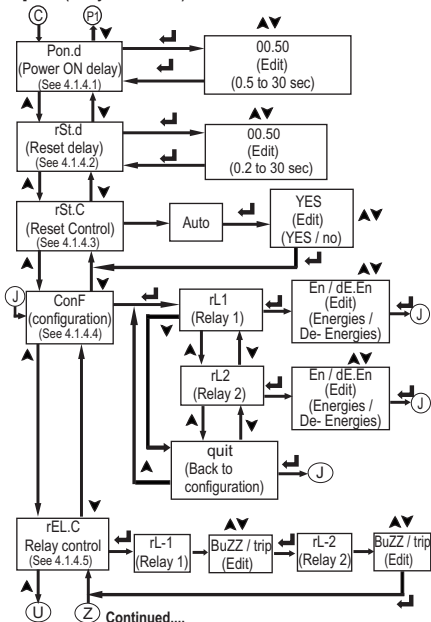 C
P1
Pon.d
(Power ON delay)
(See 4.1.4.1)
00.50
(Edit)
(0.5 to 30 sec)
rSt.d
(Reset delay)
(See 4.1.4.2)
00.50
(Edit)
(0.2 to 30 sec)
rSt.C
(Reset Control)
(See 4.1.4.3)
Auto
YES
(Edit)
(YES / no)
J
ConF
(configuration)
(See 4.1.4.4)
rL1
(Relay 1)
En / dE.En
(Edit)
(Energies /
De- Energies)
J
rL2
(Relay 2)
En / dE.En
(Edit)
(Energies /
De- Energies)
J
quit
(Back to
configuration)
J
rEL.C
Relay control
(See 4.1.4.5)
rL-1
(Relay 1)
BuZZ / trip
(Edit)
rL-2
(Relay 2)
BuZZ / trip
(Edit)
U
Z
Continued....